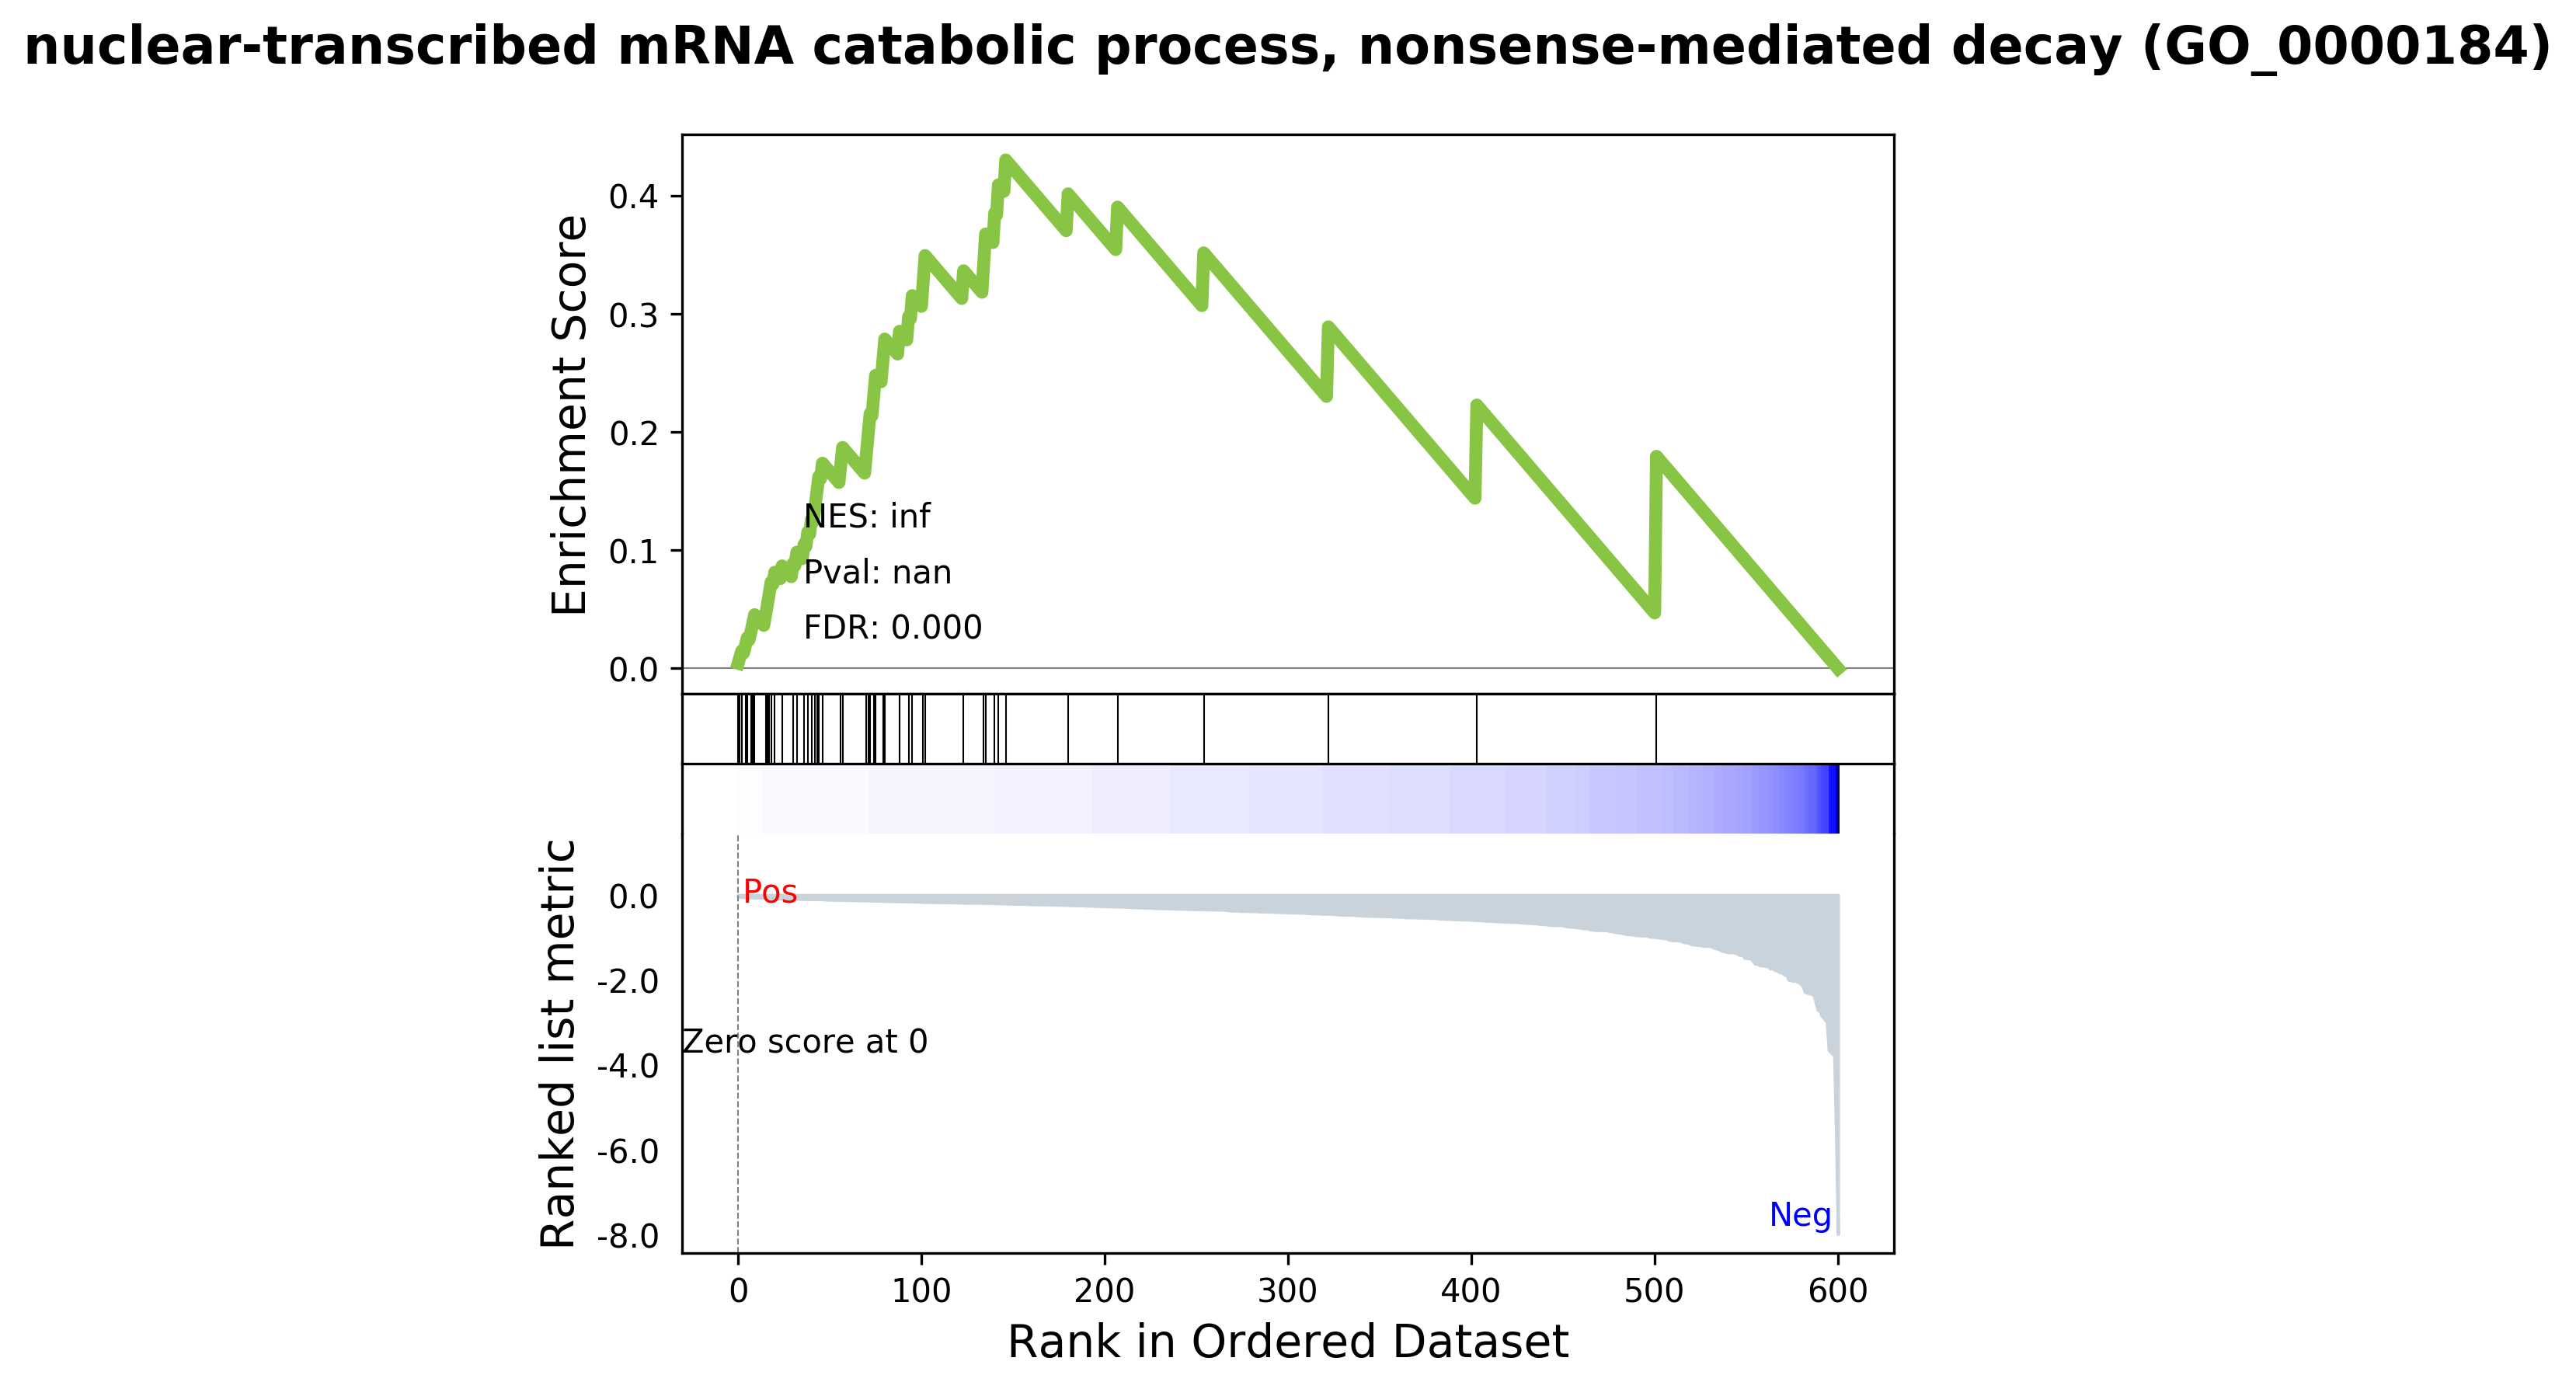 nuclear-transcribed mRNA catabolic process, nonsense-mediated decay (GO_0000184)
Enrichment Score
0.4
0.3
0.2
0.1
0.0
NES: inf
Pval: nan
FDR: 0.000
Ranked list metric
0.0
-2.0
-4.0
-6.0
-8.0
Pos
Zero score at 0
Neg
0 100 200 300 400 500 600
Rank in Ordered Dataset